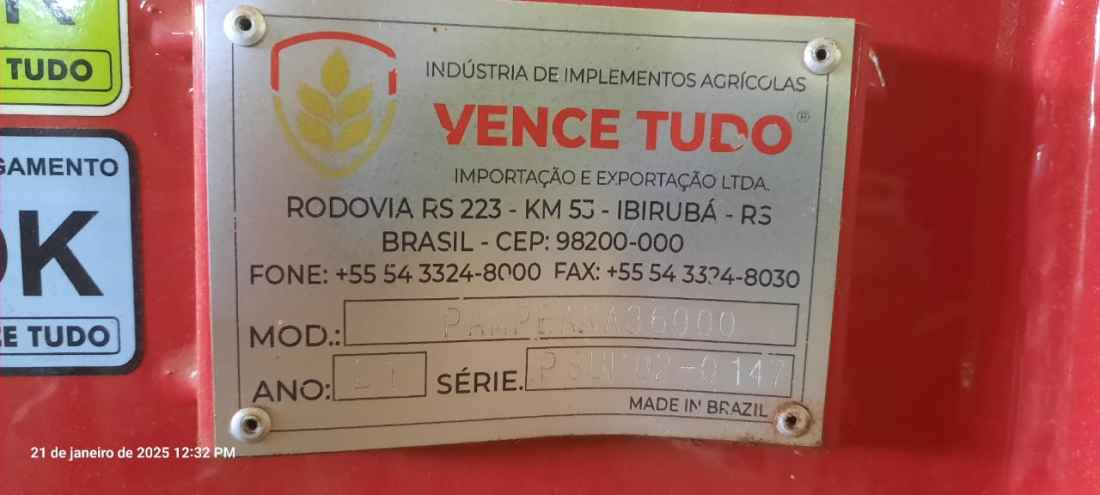 K
TUDO
GAMENTO
OK
CE TUDO
INDÚSTRIA DE IMPLEMENTOS AGRÍCOLAS
VENCE TUDO®
IMPORTAÇÃO E EXPORTAÇÃO LTDA.
RODOVIA RS 223 - KM 53 - IBIRUBÁ - RS
BRASIL - CEP: 98200-000
FONE: +55 54 3324-8000 FAX: +55 54 3324-8030
MOD.:
ANO: SÉRIE.
MADE IN BRAZIL
21 de janeiro de 2025 12:32 PM